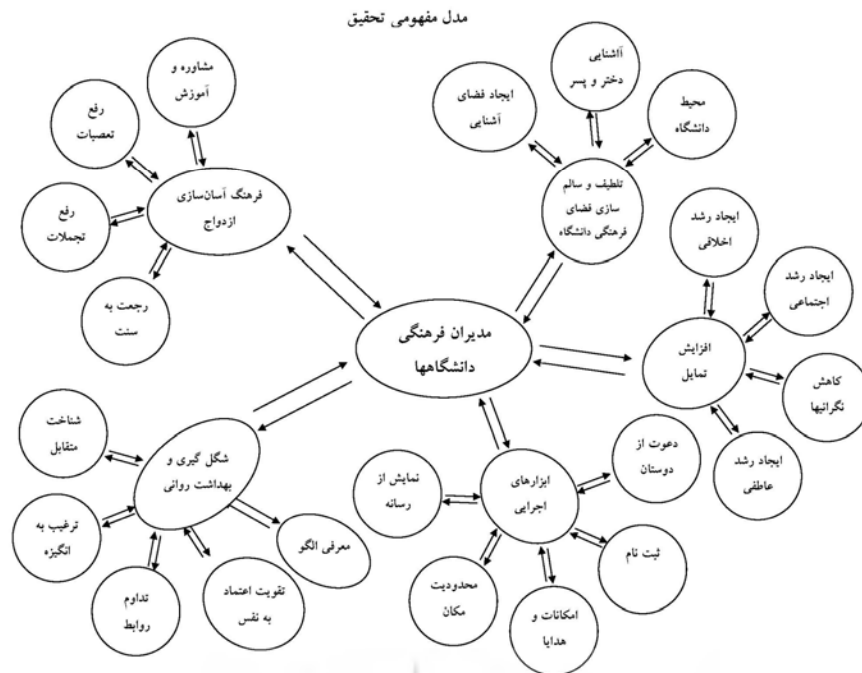 مدل مفهومی تحقیق
مشاوره و
آموزش
رفع
تعصبات
رفع
تجملات
رجعت به
سنت
فرهنگ آسان‌سازی
ازدواج
ایجاد فضای
آشنایی
آاشنایی
دختر و پسر
محیط
دانشگاه
تلطیف و سالم
سازی قضای
فرهنگی دانشگاه
ایجاد رشد
اخلاقی
ایجاد رشد
اجتماعی
کاهش
نگرانیها
ایجاد رشد
عاطفی
افزایش
تمایل
مدیران فرهنگی
دانشگاهها
شناخت
متقابل
ترغیب به
انگیزه
تداوم
روابط
تقویت اعتماد
به نفس
معرفی الگو
شگل گیری و
بهداشت روانی
نمایش از
رسانه
محدودیت
مکان
امکانات و
هدایا
ثبت نام
دعوت از
دوستان
ابزارهای
اجرایی